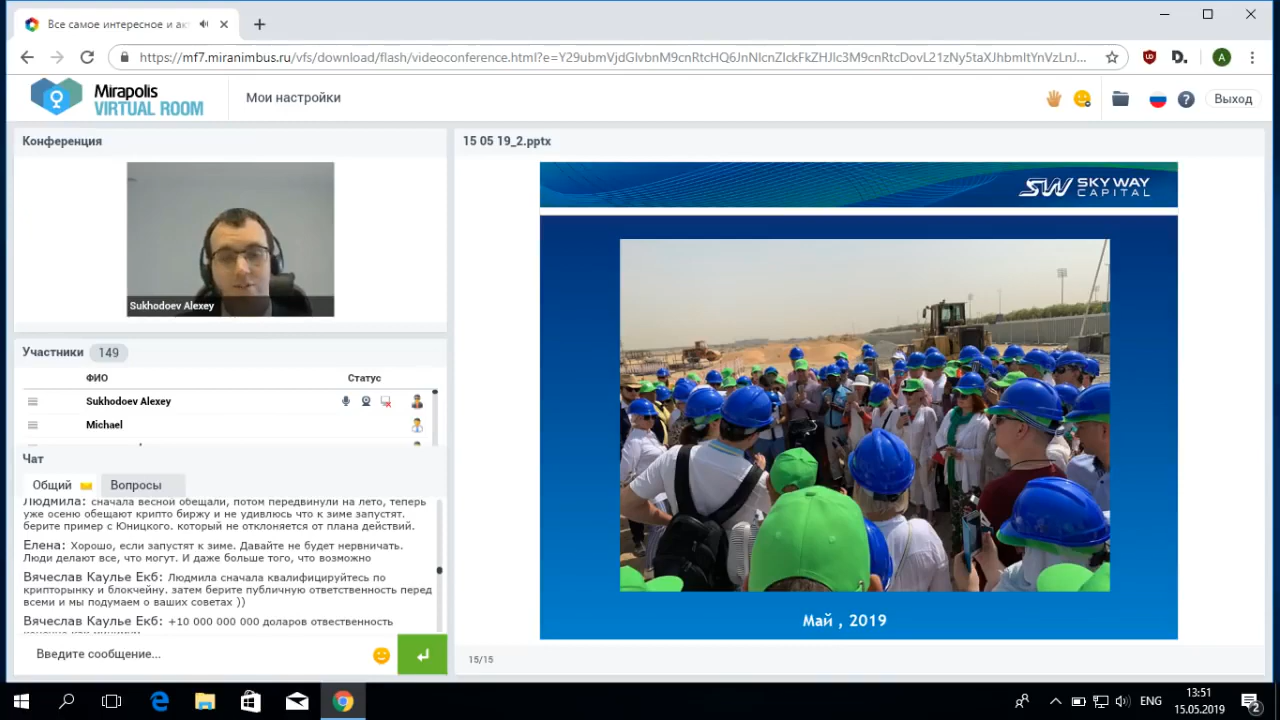 Все самое интересное и ак
https://mf7.miranimbus.ru/vfs/download/flash/videoconference.html?e=Y29ubmVjdGlvbnM9cnRtcHQ6JnNlcnZlckFkZHJlc3M9cnRtcDovL21zNy5taXJhbmltYnVzLnJ...
A
Mirapolis
VIRTUAL ROOM
Мои настройки
Выход
Конференция
Sukhodoev Alexey
Участники 149
ФИО Статус
Sukhodoev Alexey
Michael
Чат
Общий Вопросы
Людмила: сначала весной обещали, потом передвинули на лето, теперь
уже осеню обещают крипто биржу и не удивлюсь что к зиме запустят.
берите пример с Юницкого. который не отклоняется от плана действий.
Елена: Хорошо, если запустят к зиме. Давайте не будет нервничать.
Люди делают все, что могут. И даже больше того, что возможно
Вячеслав Каулье Екб: Людмила сначала квалифицируйтесь по
крипторынку и блокчейну. затем берите публичную ответственность перед
всеми и мы подумаем о ваших советах ))
Вячеслав Каулье Екб: +10 000 000 000 доларов отвественность
Введите сообщение...
15 05 19_2.pptx
SW SKY WAY
CAPITAL
Май , 2019
15/15
ENG
13:51
15.05.2019
2